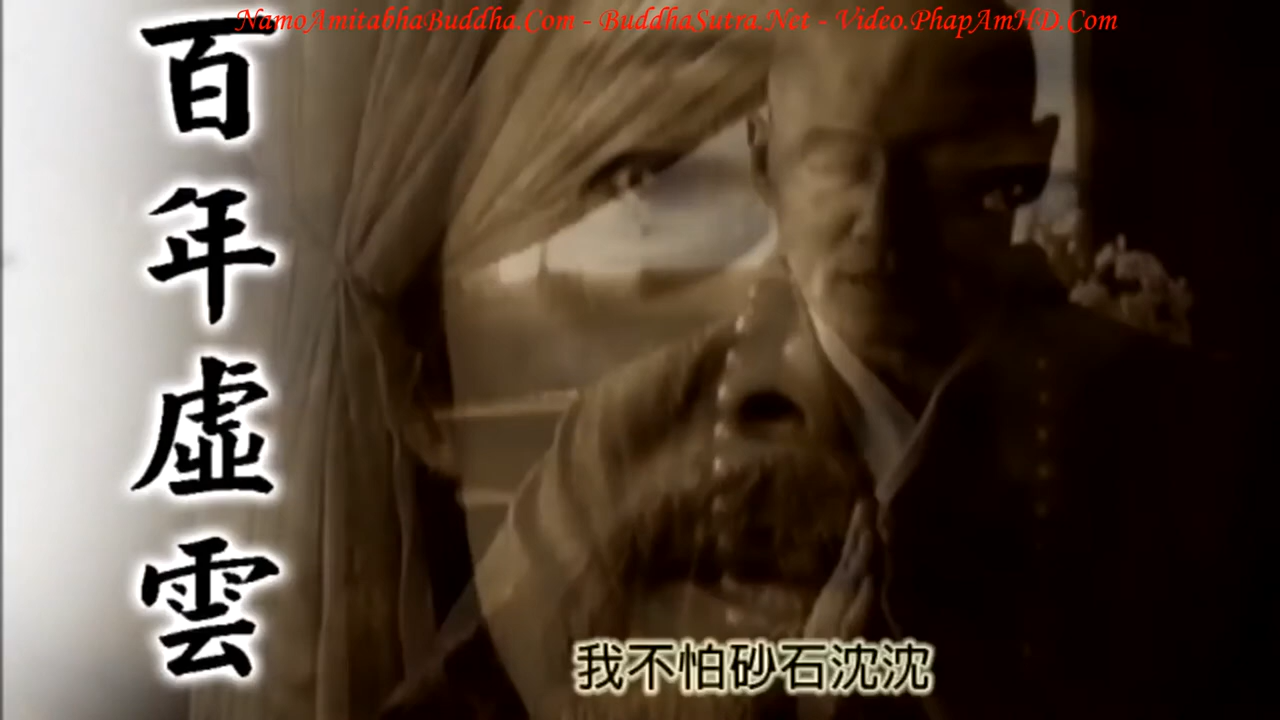 NamoAmitabhaBuddha.Com - BuddhaSutra.Net - Video.PhapAmHD.Com
百年虛雲
我不怕砂石沈沈